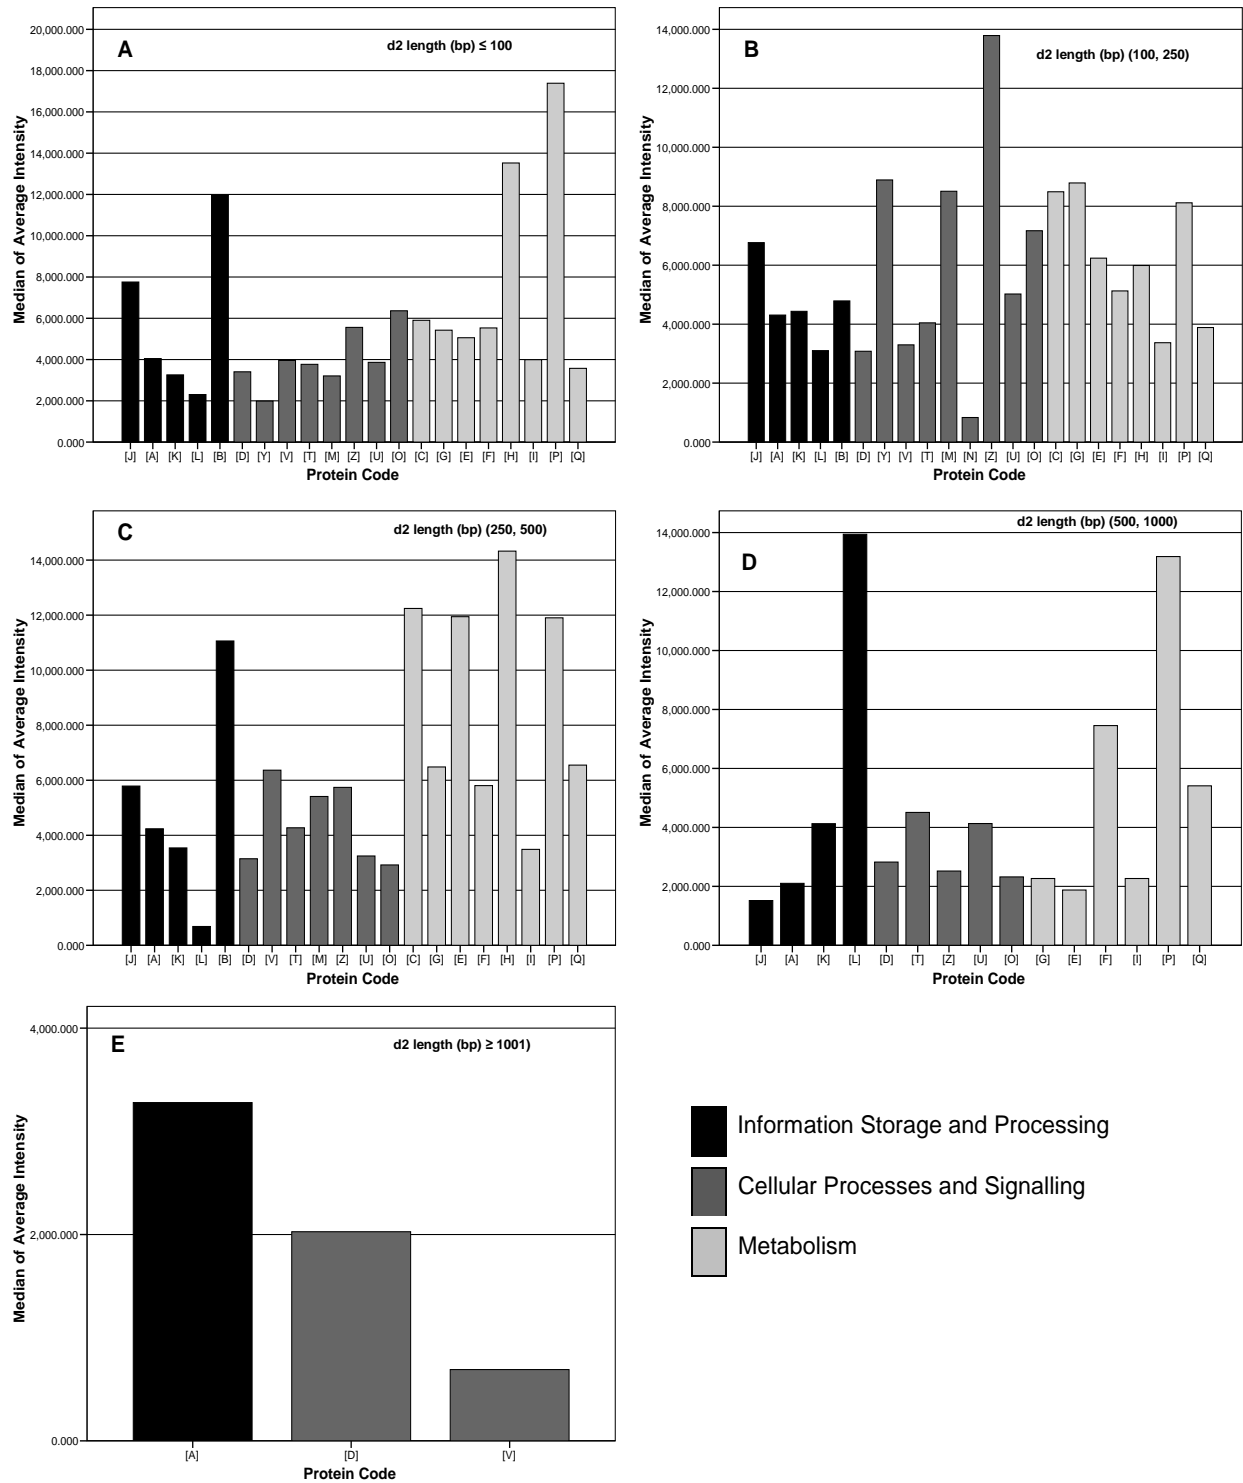 A
d2 length (bp) ≤ 100
Median of Average Intensity
20,000.000
18,000.000
16,000.000
14,000.000
12,000.000
10,000.000
8,000.000
6,000.000
4,000.000
2,000.000
0.000
[J] [A] [K] [L] [B] [D] [Y] [V] [T] [M] [Z] [U] [O] [C] [G] [E] [F] [H] [I] [P] [Q]
Protein Code
B
d2 length (bp) (100, 250)
Median of Average Intensity
14,000.000
12,000.000
10,000.000
8,000.000
6,000.000
4,000.000
2,000.000
0.000
[J] [A] [K] [L] [B] [D] [Y] [V] [T] [M] [N] [Z] [U] [O] [C] [G] [E] [F] [H] [I] [P] [Q]
Protein Code
C
d2 length (bp) (250, 500)
Median of Average Intensity
14,000.000
12,000.000
10,000.000
8,000.000
6,000.000
4,000.000
2,000.000
0.000
[J] [A] [K] [L] [B] [D] [V] [T] [M] [Z] [U] [O] [C] [G] [E] [F] [H] [I] [P] [Q]
Protein Code
D
d2 length (bp) (500, 1000)
Median of Average Intensity
14,000.000
12,000.000
10,000.000
8,000.000
6,000.000
4,000.000
2,000.000
0.000
[J] [A] [K] [L] [D] [T] [Z] [U] [O] [G] [E] [F] [I] [P] [Q]
Protein Code
E
d2 length (bp) ≥ 1001)
Median of Average Intensity
4,000.000
2,000.000
0.000
[A] [D] [V]
Protein Code
Information Storage and Processing
Cellular Processes and Signalling
Metabolism